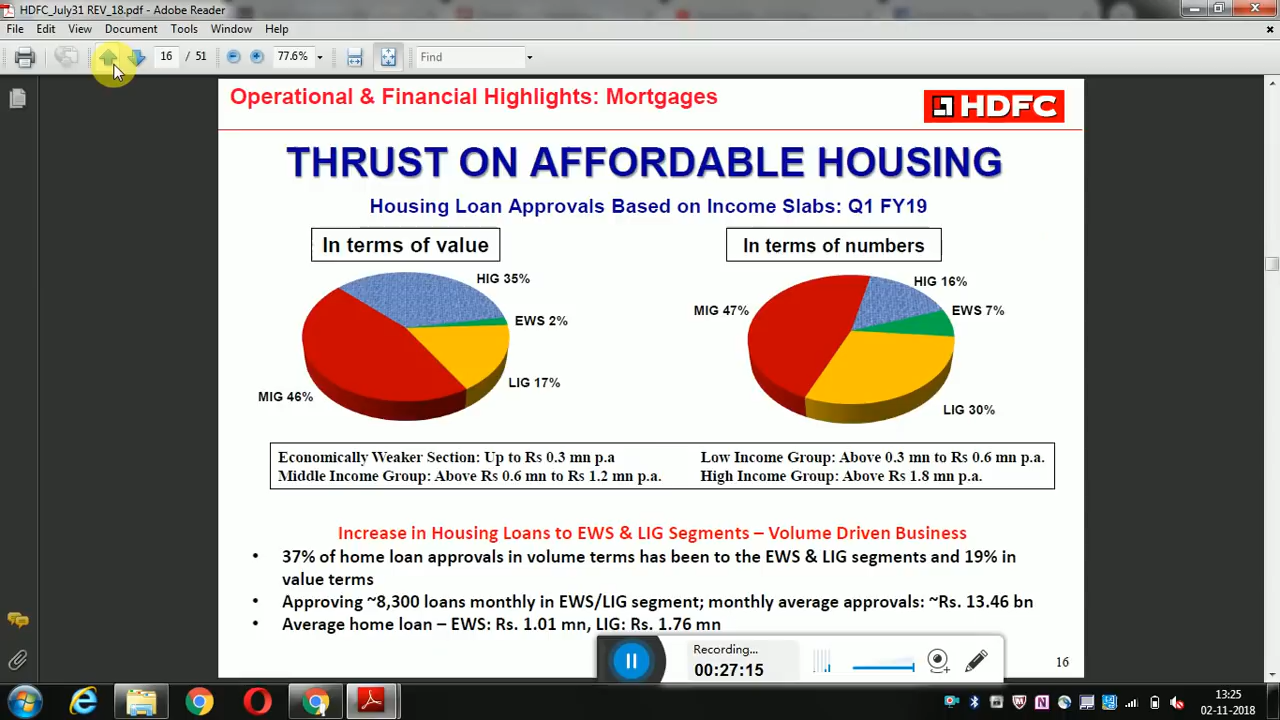 HDFC_July31 REV_18.pdf - Adobe Reader
File Edit View Document Tools Window Help
16 / 51 77.6% Find
Operational & Financial Highlights: Mortgages
HDFC
THRUST ON AFFORDABLE HOUSING
Housing Loan Approvals Based on Income Slabs: Q1 FY19
In terms of value
In terms of numbers
HIG 35%
EWS 2%
LIG 17%
MIG 46%
HIG 16%
MIG 47%
EWS 7%
LIG 30%
Economically Weaker Section: Up to Rs 0.3 mn p.a
Low Income Group: Above 0.3 mn to Rs 0.6 mn p.a.
Middle Income Group: Above Rs 0.6 mn to Rs 1.2 mn p.a.
High Income Group: Above Rs 1.8 mn p.a.
Increase in Housing Loans to EWS & LIG Segments – Volume Driven Business
• 37% of home loan approvals in volume terms has been to the EWS & LIG segments and 19% in
value terms
• Approving ~8,300 loans monthly in EWS/LIG segment; monthly average approvals: ~Rs. 13.46 bn
• Average home loan – EWS: Rs. 1.01 mn, LIG: Rs. 1.76 mn
Recording...
00:27:15
16
13:25
02-11-2018